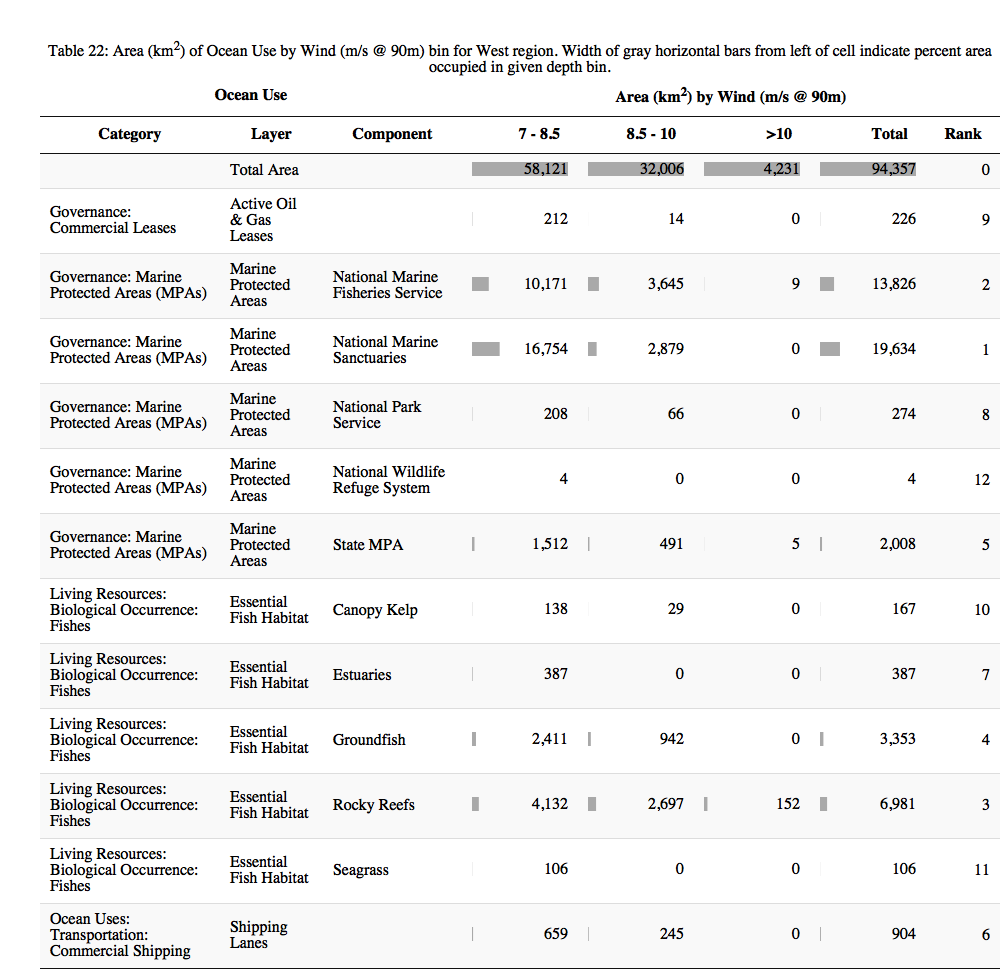 Table 22: Area (km2) of Ocean Use by Wind (m/s @ 90m) bin for West region. Width of gray horizontal bars from left of cell indicate percent area
occupied in given depth bin.
Ocean Use Area (km2) by Wind (m/s @ 90m)
Category Layer Component 7 - 8.5 8.5 - 10 >10 Total Rank
Total Area 58,121 32,006 4,231 94,357 0
Governance:
Commercial Leases
Active Oil
& Gas
Leases
212 14 0 226 9
Governance: Marine
Protected Areas (MPAs)
Marine
Protected
Areas
National Marine
Fisheries Service
10,171 3,645 9 13,826 2
Governance: Marine
Protected Areas (MPAs)
Marine
Protected
Areas
National Marine
Sanctuaries
16,754 2,879 0 19,634 1
Governance: Marine
Protected Areas (MPAs)
Marine
Protected
Areas
National Park
Service
208 66 0 274 8
Governance: Marine
Protected Areas (MPAs)
Marine
Protected
Areas
National Wildlife
Refuge System
4 0 0 4 12
Governance: Marine
Protected Areas (MPAs)
Marine
Protected
Areas
State MPA
1,512 491 5 2,008 5
Living Resources:
Biological Occurrence:
Fishes
Essential
Fish Habitat
Canopy Kelp
138 29 0 167 10
Living Resources:
Biological Occurrence:
Fishes
Essential
Fish Habitat
Estuaries
387 0 0 387 7
Living Resources:
Biological Occurrence:
Fishes
Essential
Fish Habitat
Groundfish
2,411 942 0 3,353 4
Living Resources:
Biological Occurrence:
Fishes
Essential
Fish Habitat
Rocky Reefs
4,132 2,697 152 6,981 3
Living Resources:
Biological Occurrence:
Fishes
Essential
Fish Habitat
Seagrass
106 0 0 106 11
Ocean Uses:
Transportation:
Commercial Shipping
Shipping
Lanes
659 245 0 904 6